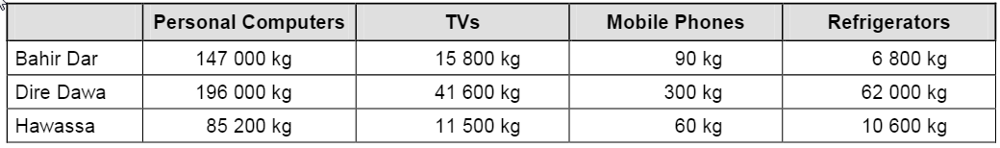 Personal Computers TVs Mobile Phones Refrigerators
Bahir Dar 147 000 kg 15 800 kg 90 kg 6 800 kg
Dire Dawa 196 000 kg 41 600 kg 300 kg 62 000 kg
Hawassa 85 200 kg 11 500 kg 60 kg 10 600 kg